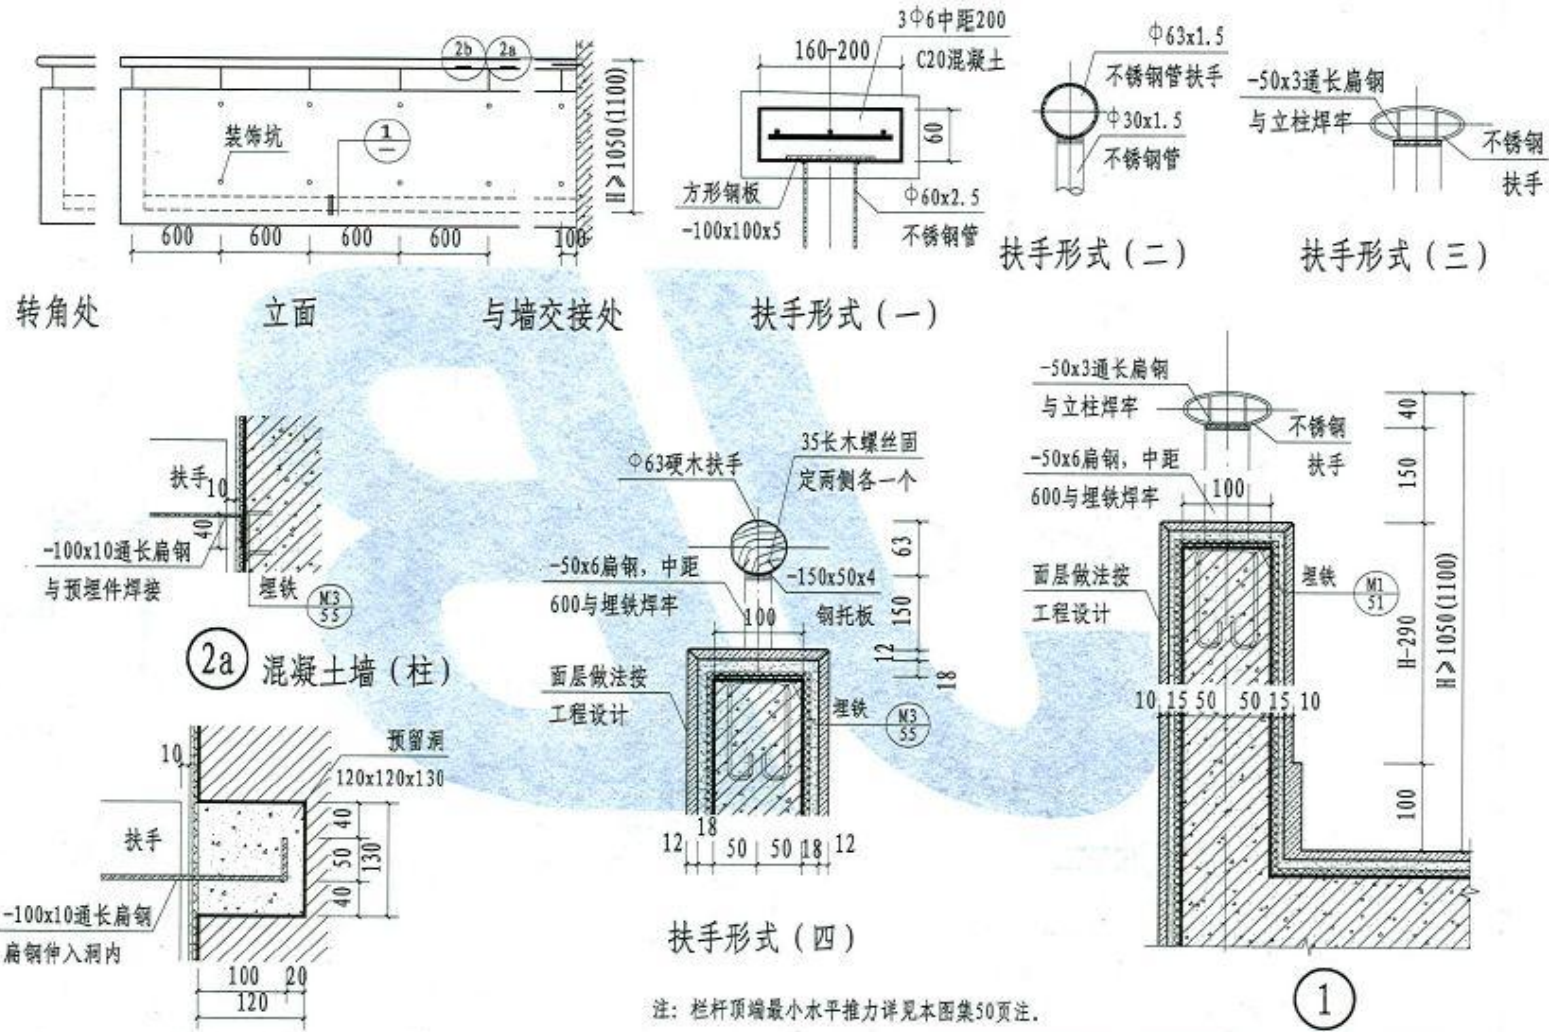 2b
2a
装饰坑
1
H≥1050(1100)
600
600
600
600
100
转角处
立面
与墙交接处
3Φ6中距200
C20混凝土
160-200
60
方形钢板
-100x100x5
Φ60x2.5
不锈钢管
扶手形式（一）
Φ63x1.5
不锈钢管扶手
Φ30x1.5
不锈钢管
扶手形式（二）
-50x3通长扁钢
与立柱焊牢
不锈钢
扶手
扶手形式（三）
扶手
10
40
-100x10通长扁钢
与预埋件焊接
埋铁
M3
55
2a 混凝土墙（柱）
10
预留洞
120x120x130
扶手
40
50
40
130
-100x10通长扁钢
扁钢伸入洞内
100
20
120
Φ63硬木扶手
35长木螺丝固
定两侧各一个
-50x6扁钢，中距
600与埋铁焊牢
-150x50x4
钢托板
100
63
150
12
18
面层做法按
工程设计
埋铁
M3
55
12
18
50
50
18
12
扶手形式（四）
-50x3通长扁钢
与立柱焊牢
不锈钢
扶手
-50x6扁钢，中距
600与埋铁焊牢
100
面层做法按
工程设计
埋铁
M1
51
40
150
H-290
100
H≥1050(1100)
10 15 50 50 15 10
1
注：栏杆顶端最小水平推力详见本图集50页注.